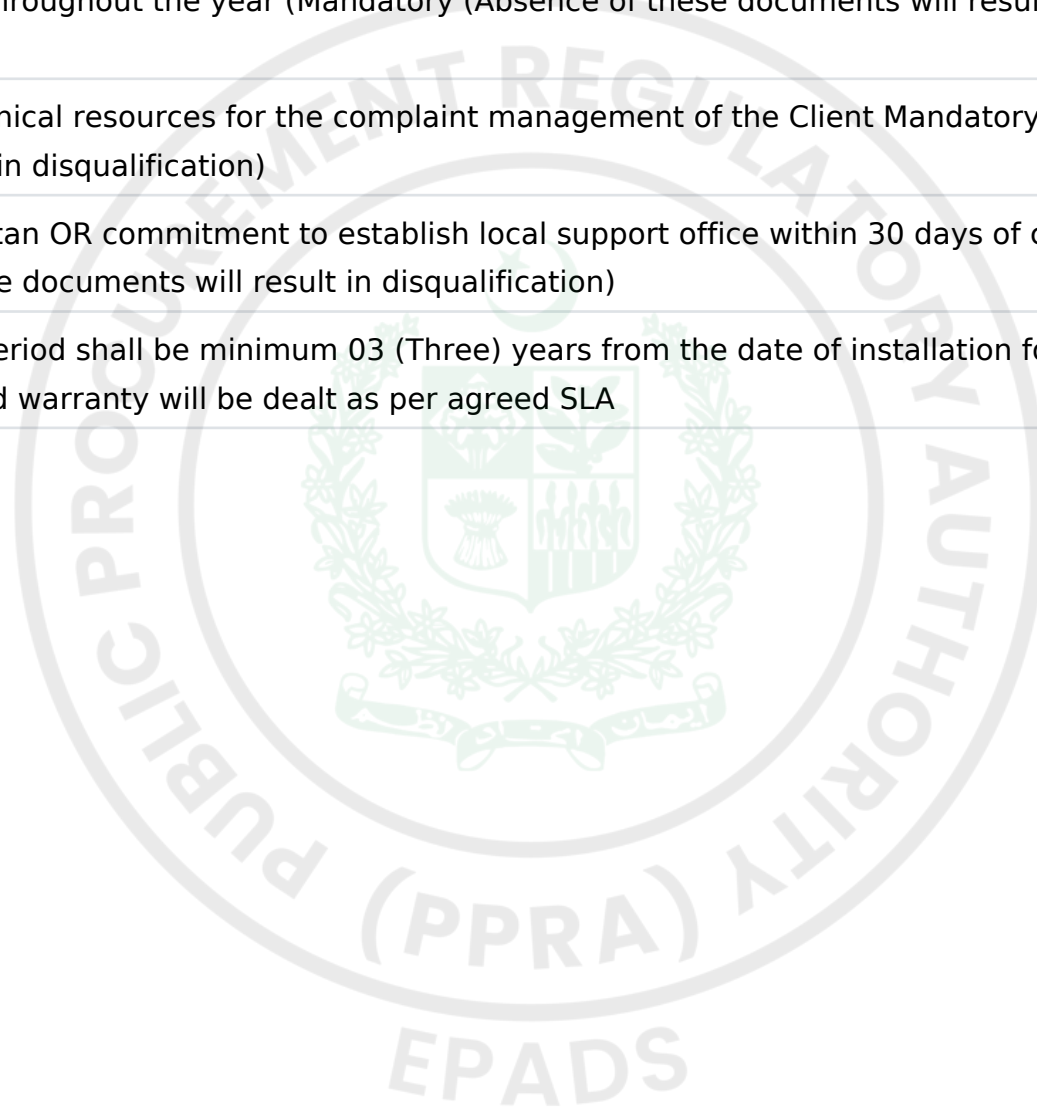 hroughout the year (Mandatory (Absence of these documents will resu
nical resources for the complaint management of the Client Mandatory
in disqualification)
tan OR commitment to establish local support office within 30 days of
e documents will result in disqualification)
eriod shall be minimum 03 (Three) years from the date of installation fo
d warranty will be dealt as per agreed SLA
PUBLIC PROCUREMENT REGULATORY AUTHORITY
(PPRA)
EPADS